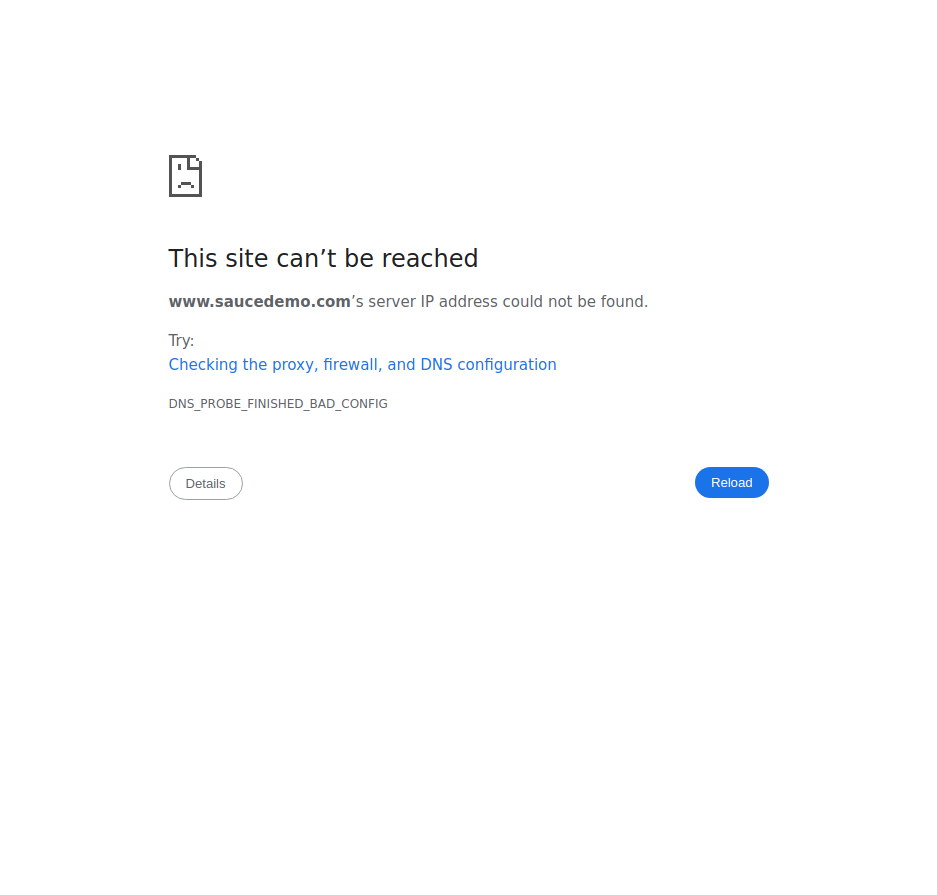 This site can’t be reached
www.saucedemo.com’s server IP address could not be found.
Try:
Checking the proxy, firewall, and DNS configuration
DNS_PROBE_FINISHED_BAD_CONFIG
Details
Reload